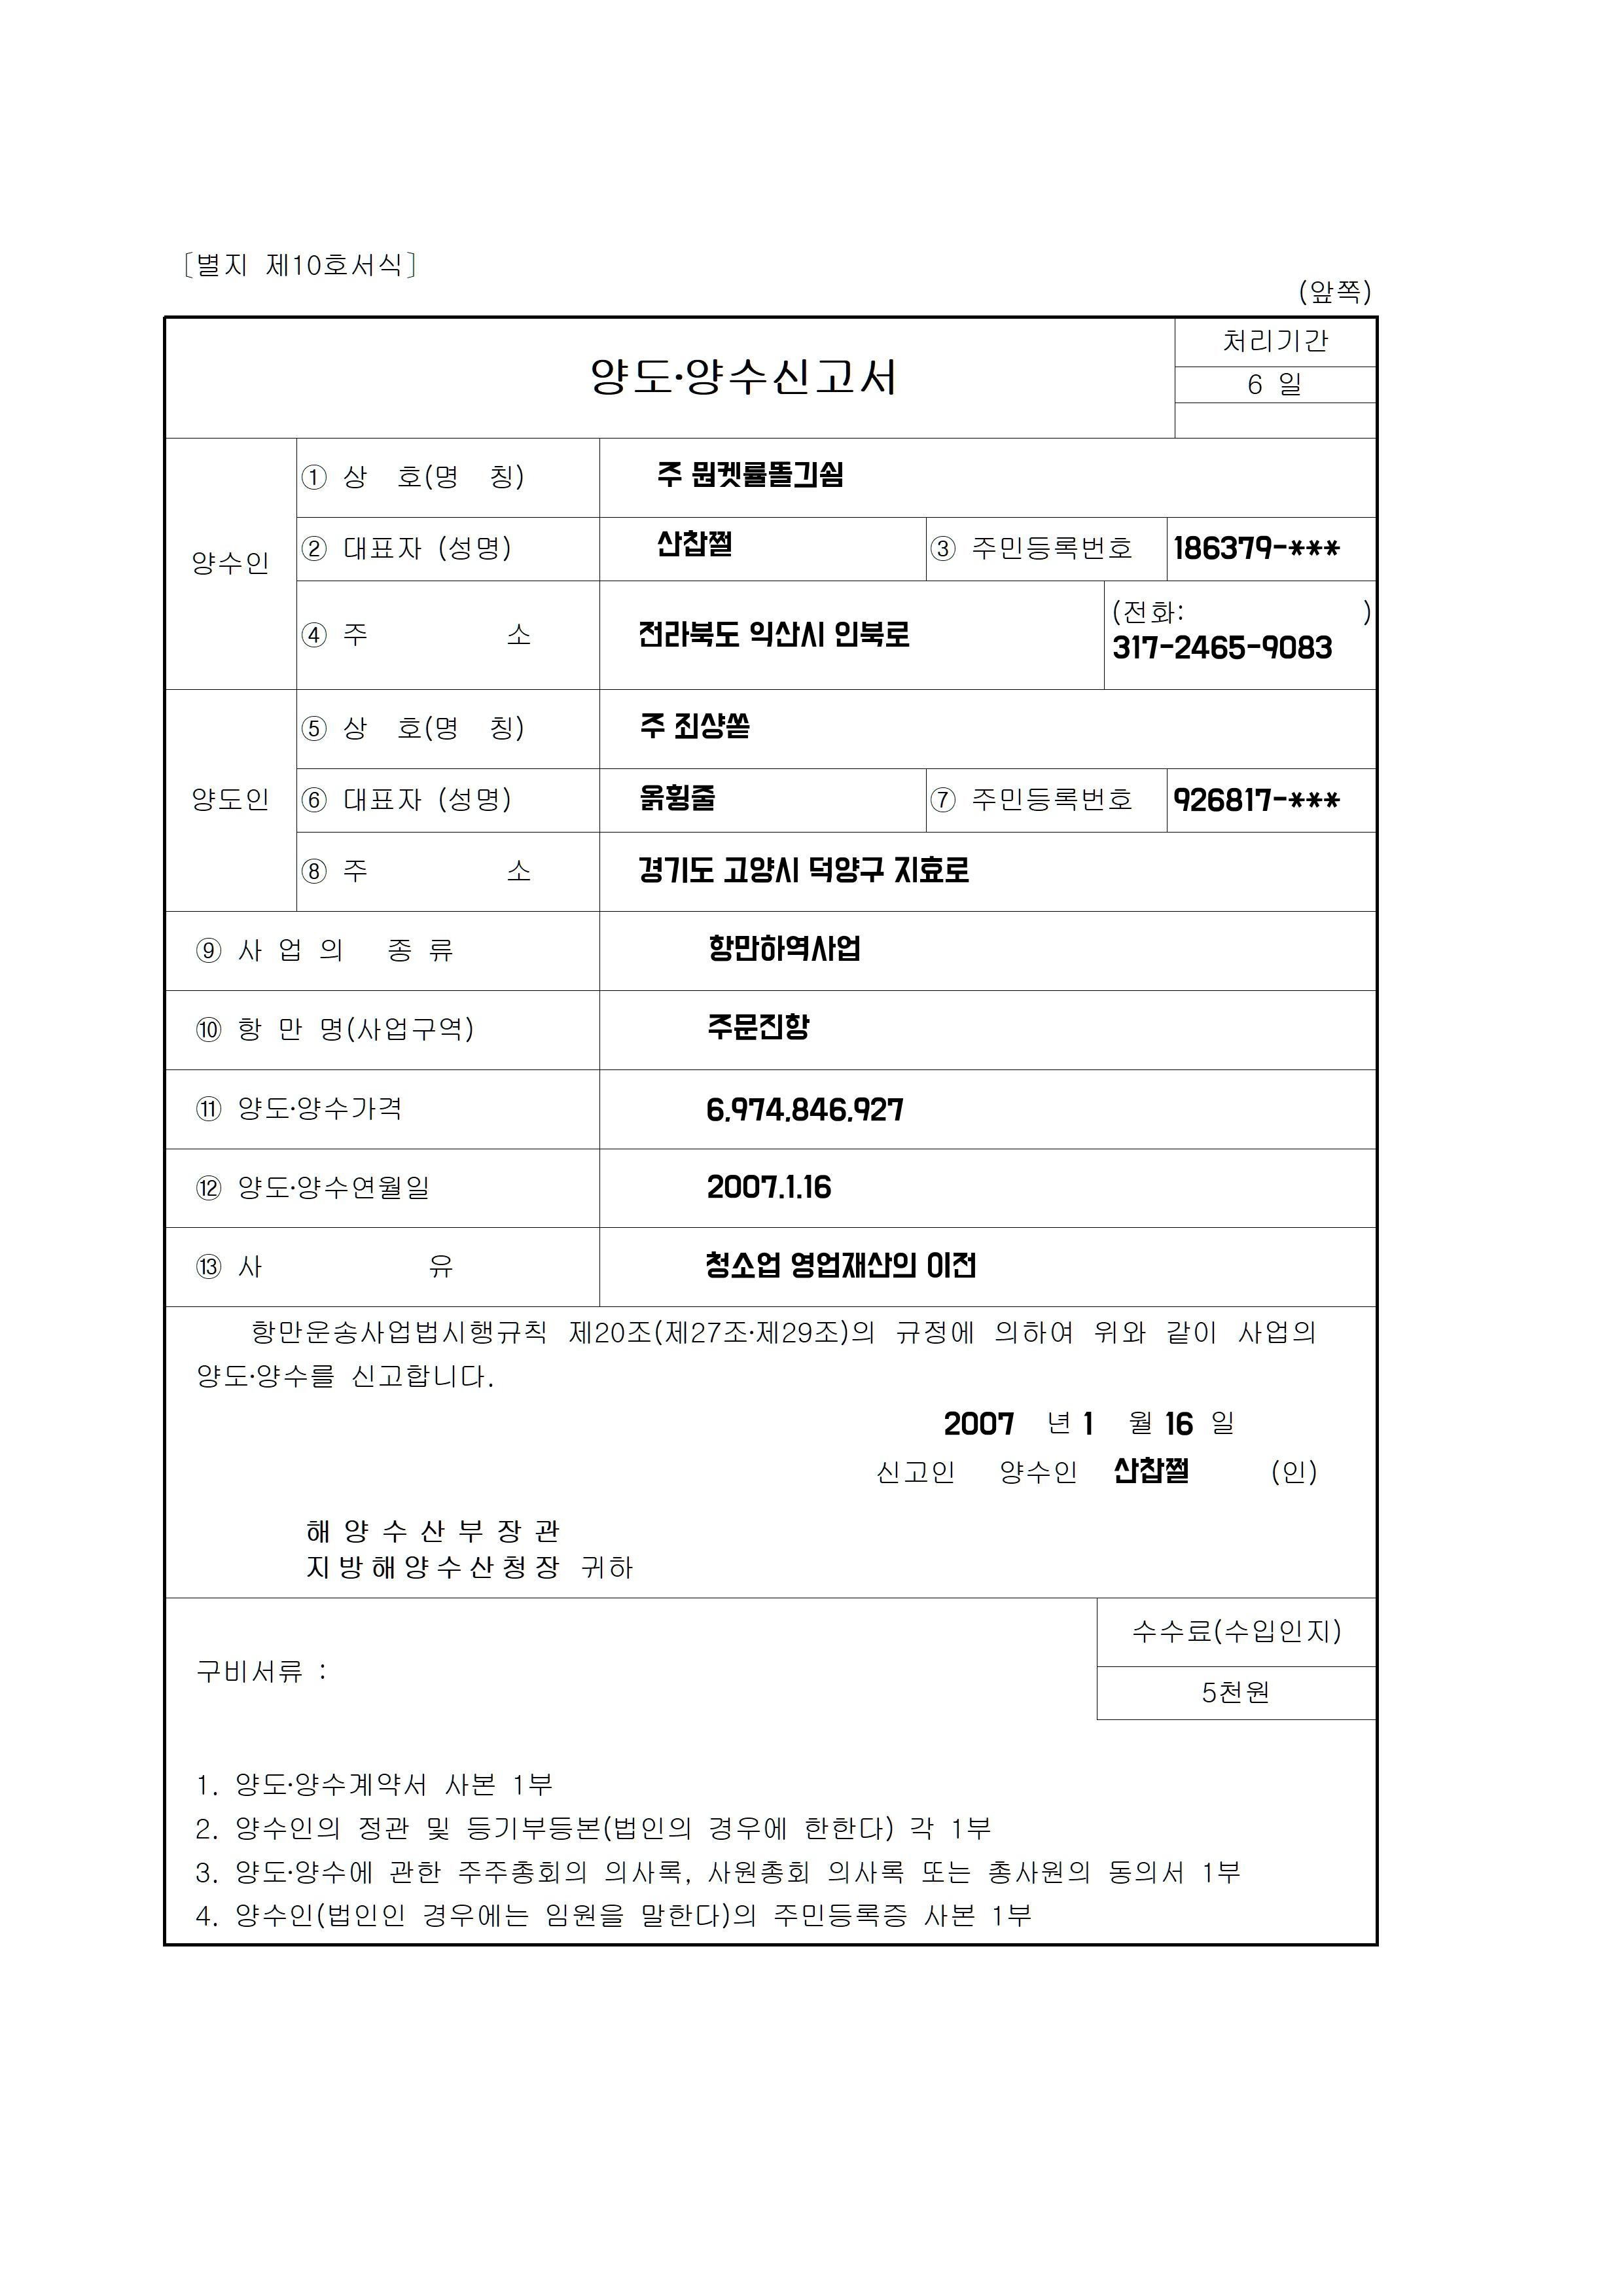 [별지 제10호서식]
(앞쪽)
양도·양수신고서
처리기간
6 일
양수인
① 상 호(명 칭)
주
② 대표자 (성명)
산찹쩔
③ 주민등록번호
186379-***
④ 주 소
전라북도 익산시 인북로
(전화: )
317-2465-9083
양도인
⑤ 상 호(명 칭)
주 죄샹쏟
⑥ 대표자 (성명)
옭횡줄
⑦ 주민등록번호
926817-***
⑧ 주 소
경기도 고양시 덕양구 지효로
⑨ 사 업 의 종 류
항만하역사업
⑩ 항 만 명(사업구역)
주문진항
⑪ 양도·양수가격
6,974,846,927
⑫ 양도·양수연월일
2007.1.16
⑬ 사 유
청소업 영업재산의 이전
항만운송사업법시행규칙 제20조(제27조·제29조)의 규정에 의하여 위와 같이 사업의
양도·양수를 신고합니다.
2007 년 1 월 16 일
신고인 양수인 산찹쩔 (인)
해 양 수 산 부 장 관
지방해양수산청장 귀하
구비서류 :
수수료(수입인지)
5천원
1. 양도·양수계약서 사본 1부
2. 양수인의 정관 및 등기부등본(법인의 경우에 한한다) 각 1부
3. 양도·양수에 관한 주주총회의 의사록, 사원총회 의사록 또는 총사원의 동의서 1부
4. 양수인(법인인 경우에는 임원을 말한다)의 주민등록증 사본 1부